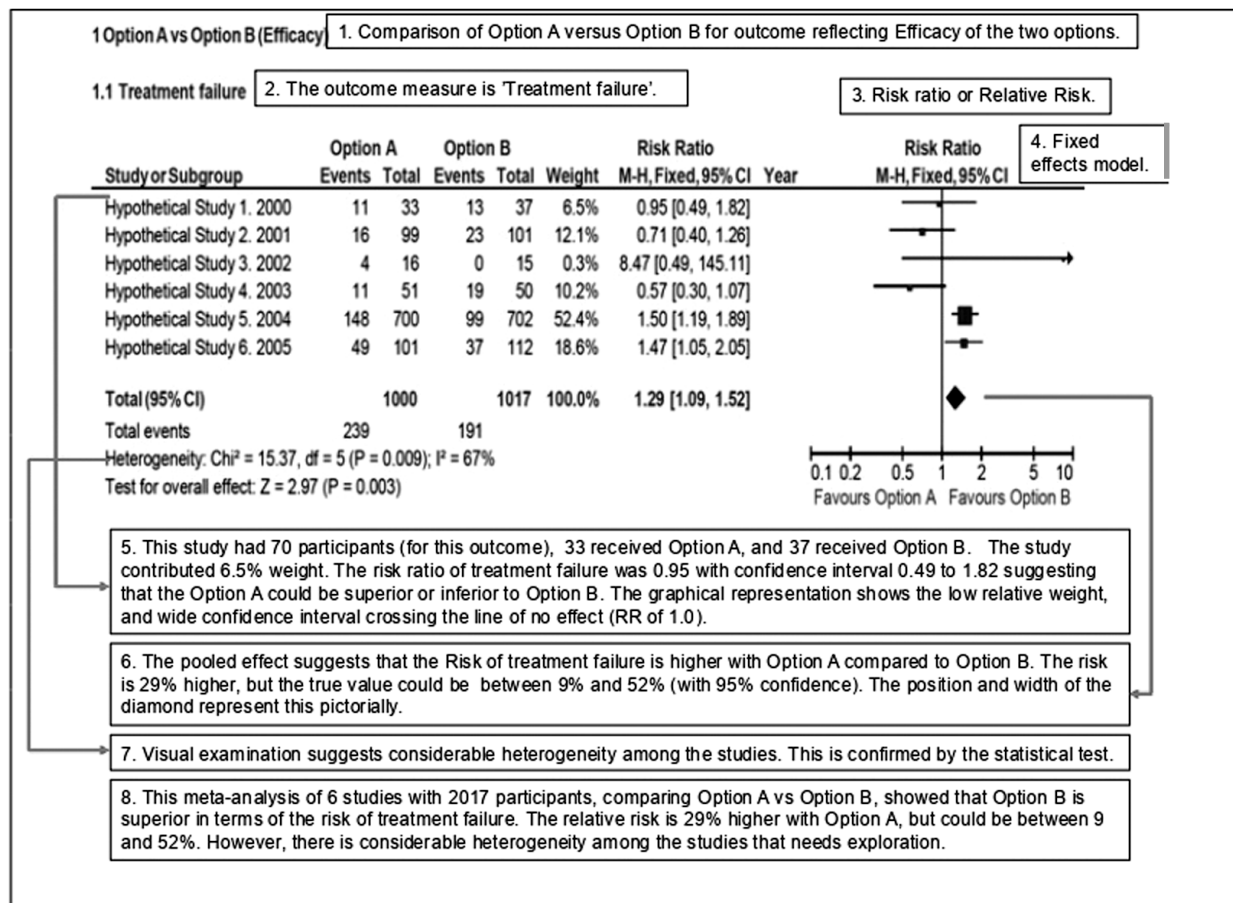 1 Option A vs Option B (Efficacy)
1. Comparison of Option A versus Option B for outcome reflecting Efficacy of the two options.
1.1 Treatment failure
2. The outcome measure is 'Treatment failure'.
3. Risk ratio or Relative Risk.
4. Fixed
effects model.
Option A Option B Risk Ratio Risk Ratio
Study or Subgroup Events Total Events Total Weight M-H, Fixed, 95% CI Year M-H, Fixed, 95% CI
Hypothetical Study 1. 2000 11 33 13 37 6.5% 0.95 [0.49, 1.82]
Hypothetical Study 2. 2001 16 99 23 101 12.1% 0.71 [0.40, 1.26]
Hypothetical Study 3. 2002 4 16 0 15 0.3% 8.47 [0.49, 145.11]
Hypothetical Study 4. 2003 11 51 19 50 10.2% 0.57 [0.30, 1.07]
Hypothetical Study 5. 2004 148 700 99 702 52.4% 1.50 [1.19, 1.89]
Hypothetical Study 6. 2005 49 101 37 112 18.6% 1.47 [1.05, 2.05]
Total (95% CI) 1000 1017 100.0% 1.29 [1.09, 1.52]
Total events 239 191
Heterogeneity: Chi² = 15.37, df = 5 (P = 0.009); I² = 67%
Test for overall effect: Z = 2.97 (P = 0.003)
0.1 0.2 0.5 1 2 5 10
Favours Option A Favours Option B
5. This study had 70 participants (for this outcome), 33 received Option A, and 37 received Option B. The study
contributed 6.5% weight. The risk ratio of treatment failure was 0.95 with confidence interval 0.49 to 1.82 suggesting
that the Option A could be superior or inferior to Option B. The graphical representation shows the low relative weight,
and wide confidence interval crossing the line of no effect (RR of 1.0).
6. The pooled effect suggests that the Risk of treatment failure is higher with Option A compared to Option B. The risk
is 29% higher, but the true value could be between 9% and 52% (with 95% confidence). The position and width of the
diamond represent this pictorially.
7. Visual examination suggests considerable heterogeneity among the studies. This is confirmed by the statistical test.
8. This meta-analysis of 6 studies with 2017 participants, comparing Option A vs Option B, showed that Option B is
superior in terms of the risk of treatment failure. The relative risk is 29% higher with Option A, but could be between 9
and 52%. However, there is considerable heterogeneity among the studies that needs exploration.